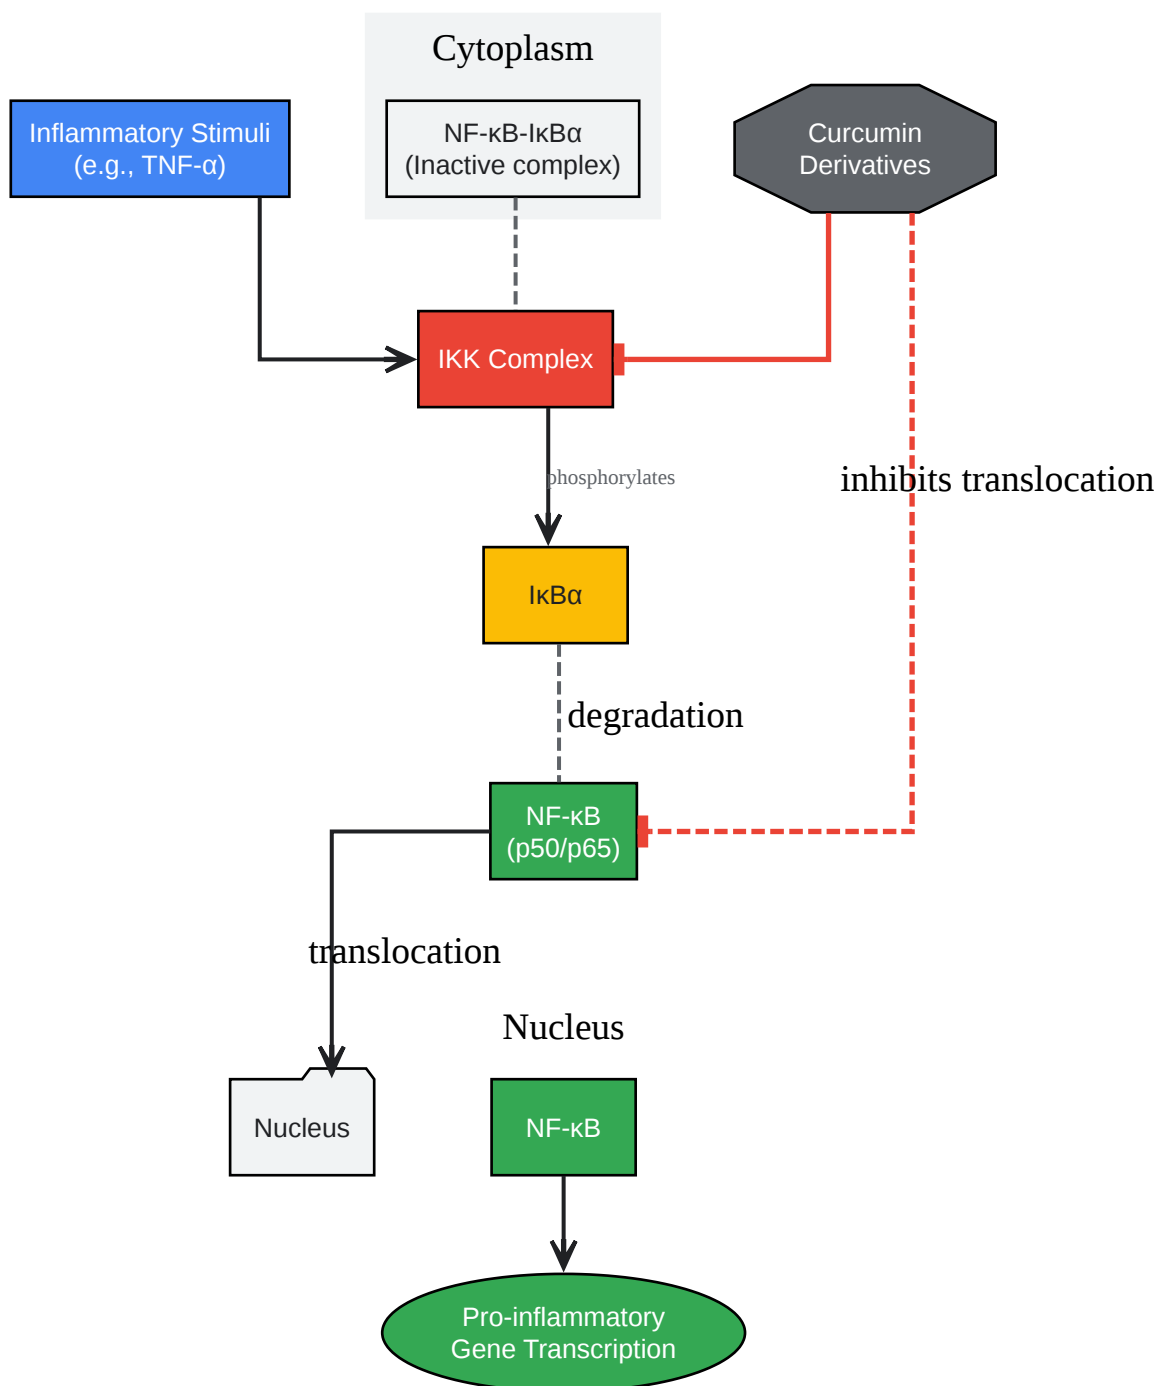 Cytoplasm
Inflammatory Stimuli
(e.g., TNF-α)
NF-κB-IκBα
(Inactive complex)
Curcumin
Derivatives
IKK Complex
phosphorylates
inhibits translocation
IκBα
degradation
NF-κB
(p50/p65)
translocation
Nucleus
Nucleus
NF-κB
Pro-inflammatory
Gene Transcription